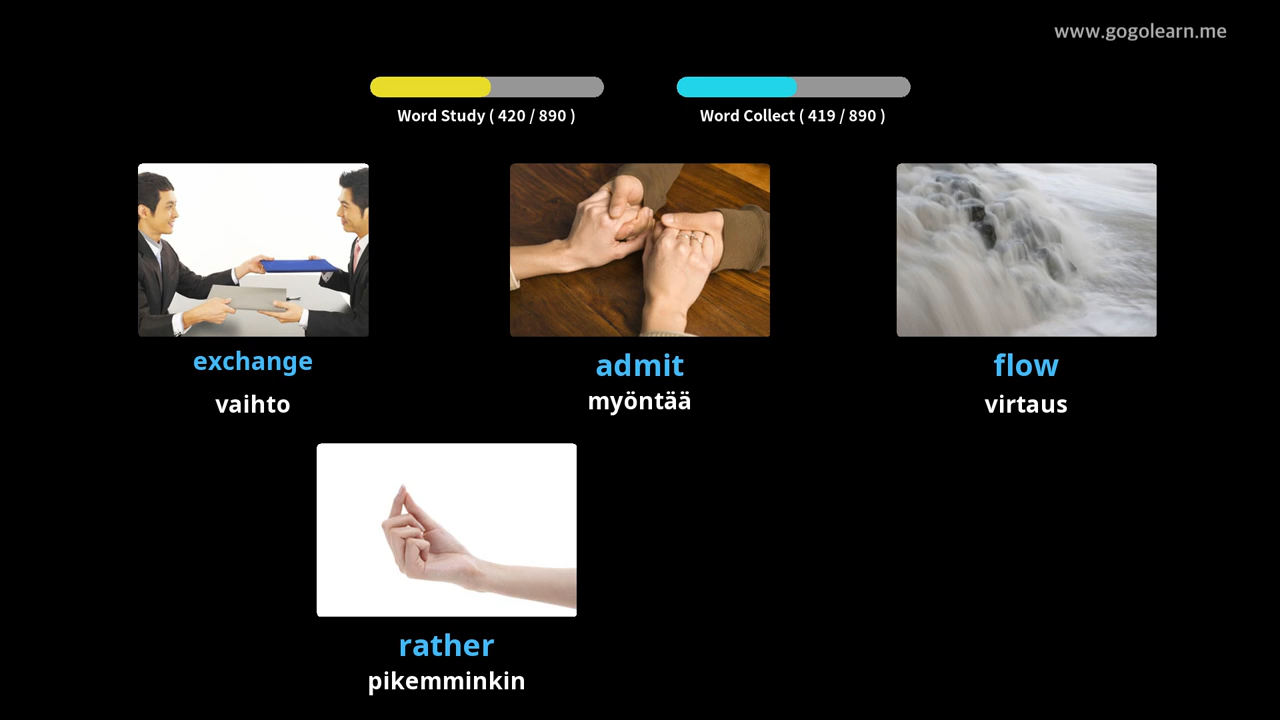 www.gogolearn.me
Word Study ( 420 / 890 )
Word Collect ( 419 / 890 )
exchange
vaihto
admit
myöntää
flow
virtaus
rather
pikemminkin